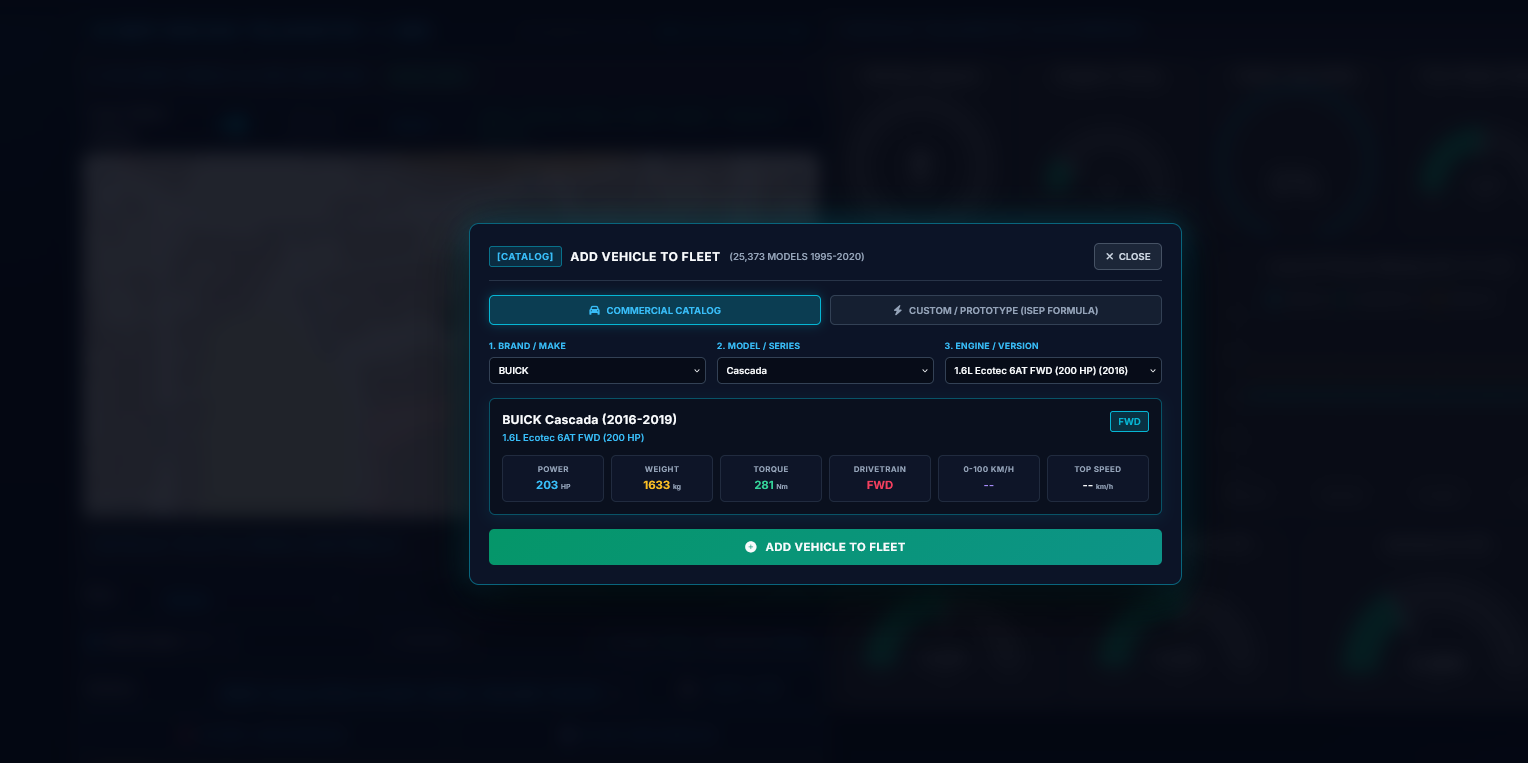 [CATALOG] ADD VEHICLE TO FLEET (25,373 MODELS 1995-2020) ✕ CLOSE
COMMERCIAL CATALOG CUSTOM / PROTOTYPE (ISEP FORMULA)
1. BRAND / MAKE 2. MODEL / SERIES 3. ENGINE / VERSION
BUICK Cascada 1.6L Ecotec 6AT FWD (200 HP) (2016)
BUICK Cascada (2016-2019) FWD
1.6L Ecotec 6AT FWD (200 HP)
POWER WEIGHT TORQUE DRIVETRAIN 0-100 KM/H TOP SPEED
203 HP 1633 kg 281 Nm FWD -- -- km/h
ADD VEHICLE TO FLEET